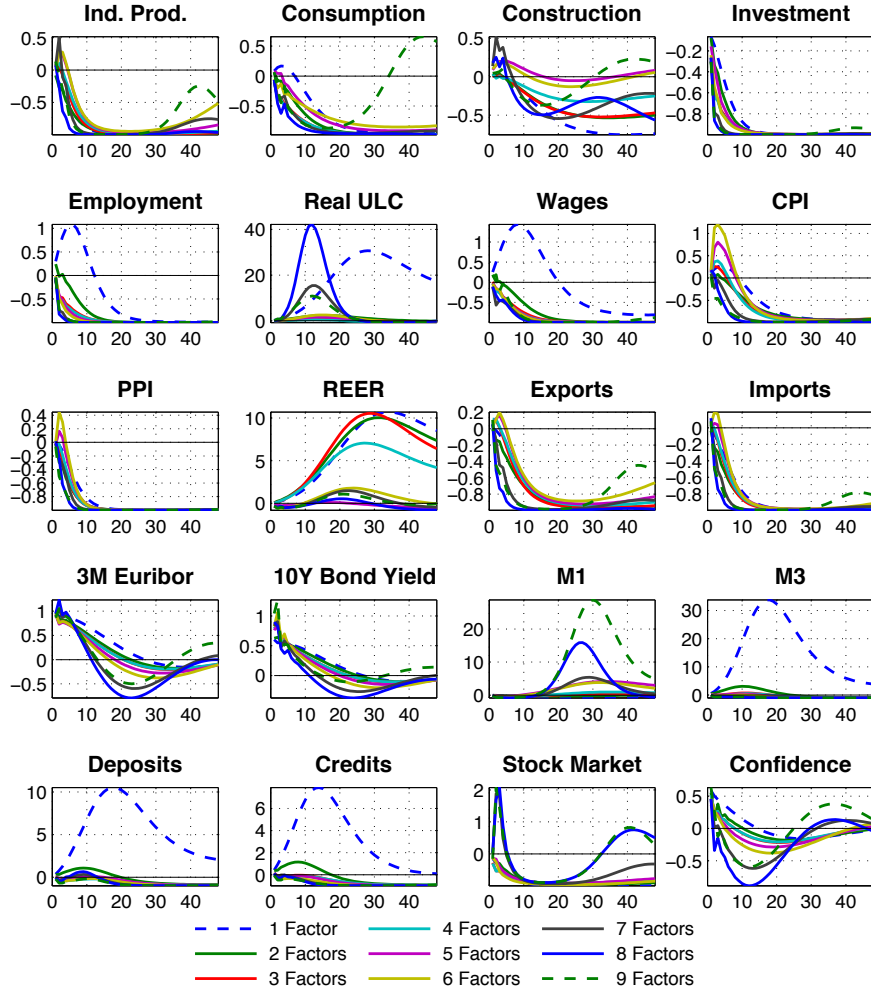 Ind. Prod. Consumption Construction Investment
0.5 0 −0.5 0 10 20 30 40
0.5 0 −0.5 0 10 20 30 40
0.5 0 −0.5 0 10 20 30 40
−0.2 −0.4 −0.6 −0.8 0 10 20 30 40
Employment Real ULC Wages CPI
1 0.5 0 −0.5 0 10 20 30 40
40 20 0 0 10 20 30 40
1 0.5 0 −0.5 0 10 20 30 40
1 0.5 0 −0.5 0 10 20 30 40
PPI REER Exports Imports
0.4 0.2 0 −0.2 −0.4 −0.6 −0.8 0 10 20 30 40
10 5 0 0 10 20 30 40
0.2 0 −0.2 −0.4 −0.6 −0.8 0 10 20 30 40
0.2 0 −0.2 −0.4 −0.6 −0.8 0 10 20 30 40
3M Euribor 10Y Bond Yield M1 M3
1 0.5 0 −0.5 0 10 20 30 40
1 0.5 0 0 10 20 30 40
20 10 0 0 10 20 30 40
30 20 10 0 0 10 20 30 40
Deposits Credits Stock Market Confidence
10 5 0 0 10 20 30 40
6 4 2 0 0 10 20 30 40
2 1 0 0 10 20 30 40
0.5 0 −0.5 0 10 20 30 40
1 Factor 4 Factors 7 Factors
2 Factors 5 Factors 8 Factors
3 Factors 6 Factors 9 Factors